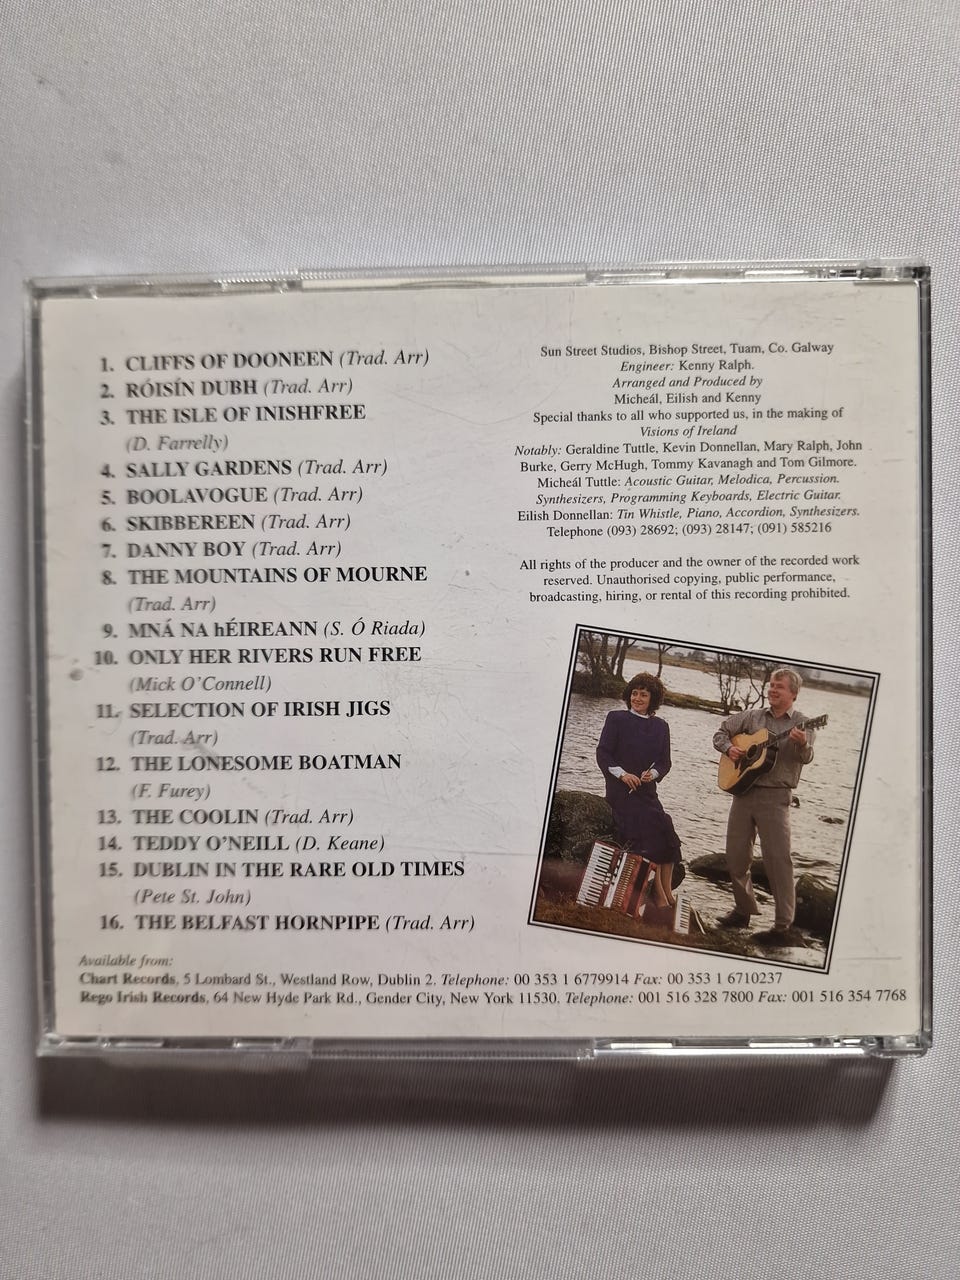 1. CLIFFS OF DOONEEN (Trad. Arr)
2. RÓISÍN DUBH (Trad. Arr)
3. THE ISLE OF INISHFREE
(D. Farrelly)
4. SALLY GARDENS (Trad. Arr)
5. BOOLAVOGUE (Trad. Arr)
6. SKIBBEREEN (Trad. Arr)
7. DANNY BOY (Trad. Arr)
8. THE MOUNTAINS OF MOURNE
(Trad. Arr)
9. MNÁ NA hÉIREANN (S. Ó Riada)
10. ONLY HER RIVERS RUN FREE
(Mick O'Connell)
11. SELECTION OF IRISH JIGS
(Trad. Arr)
12. THE LONESOME BOATMAN
(F. Furey)
13. THE COOLIN (Trad. Arr)
14. TEDDY O'NEILL (D. Keane)
15. DUBLIN IN THE RARE OLD TIMES
(Pete St. John)
16. THE BELFAST HORNPIPE (Trad. Arr)
Sun Street Studios, Bishop Street, Tuam, Co. Galway
Engineer: Kenny Ralph.
Arranged and Produced by
Micheál, Eilish and Kenny
Special thanks to all who supported us, in the making of
Visions of Ireland
Notably: Geraldine Tuttle, Kevin Donnellan, Mary Ralph, John
Burke, Gerry McHugh, Tommy Kavanagh and Tom Gilmore.
Micheál Tuttle: Acoustic Guitar, Melodica, Percussion.
Synthesizers, Programming Keyboards, Electric Guitar.
Eilish Donnellan: Tin Whistle, Piano, Accordion, Synthesizers.
Telephone (093) 28692; (093) 28147; (091) 585216
All rights of the producer and the owner of the recorded work
reserved. Unauthorised copying, public performance,
broadcasting, hiring, or rental of this recording prohibited.
Available from:
Chart Records, 5 Lombard St., Westland Row, Dublin 2. Telephone: 00 353 1 6779914 Fax: 00 353 1 6710237
Rego Irish Records, 64 New Hyde Park Rd., Gender City, New York 11530. Telephone: 001 516 328 7800 Fax: 001 516 354 7768